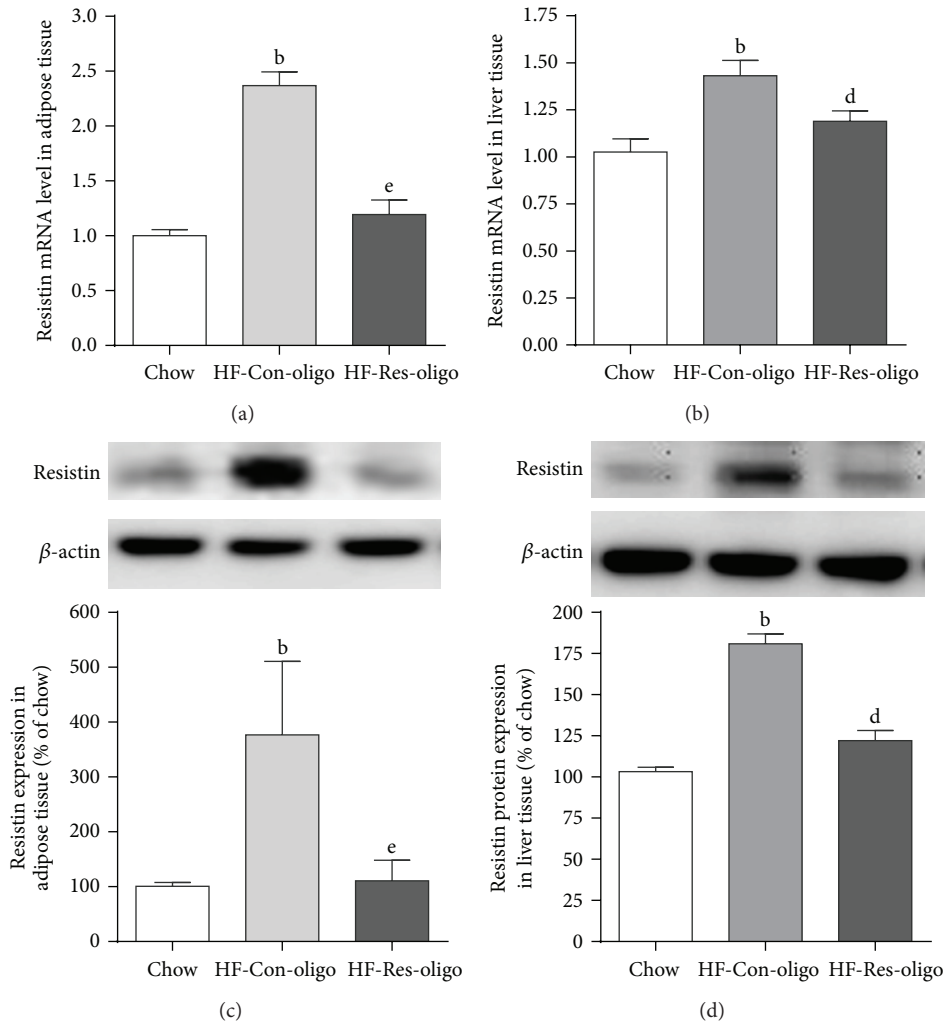 Resistin mRNA level in adipose tissue
3.0
2.5
2.0
1.5
1.0
0.5
0.0
b
e
Chow
HF-Con-oligo
HF-Res-oligo
(a)
Resistin mRNA level in liver tissue
1.75
1.50
1.25
1.00
0.75
0.50
0.25
0.00
b
d
Chow
HF-Con-oligo
HF-Res-oligo
(b)
Resistin
β-actin
Resistin expression in
adipose tissue (% of chow)
600
500
400
300
200
100
0
b
e
Chow
HF-Con-oligo
HF-Res-oligo
(c)
Resistin
β-actin
Resistin protein expression
in liver tissue (% of chow)
200
175
150
125
100
75
50
25
0
b
d
Chow
HF-Con-oligo
HF-Res-oligo
(d)